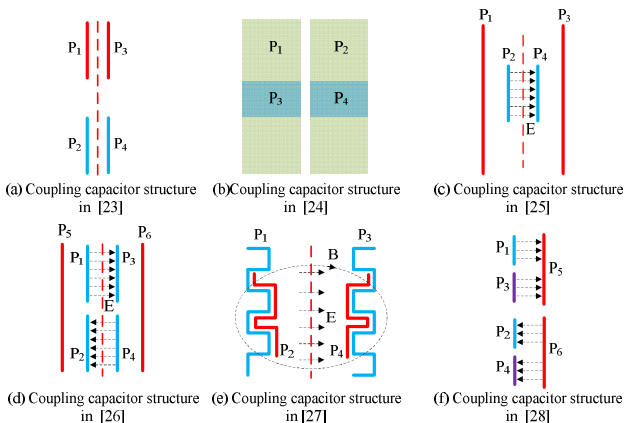 P1 P3
P2 P4
(a) Coupling capacitor structure
in [23]
P1 P2
P3 P4
(b)Coupling capacitor structure
in [24]
P1 P3
P2 P4
E
(c) Coupling capacitor structure
in [25]
P5 P6
P1 P3
E
P2 P4
(d) Coupling capacitor structure
in [26]
P1 P3
B
E
P2 P4
(e) Coupling capacitor structure
in [27]
P1
P5
P3
P2
P6
P4
(f) Coupling capacitor structure
in [28]